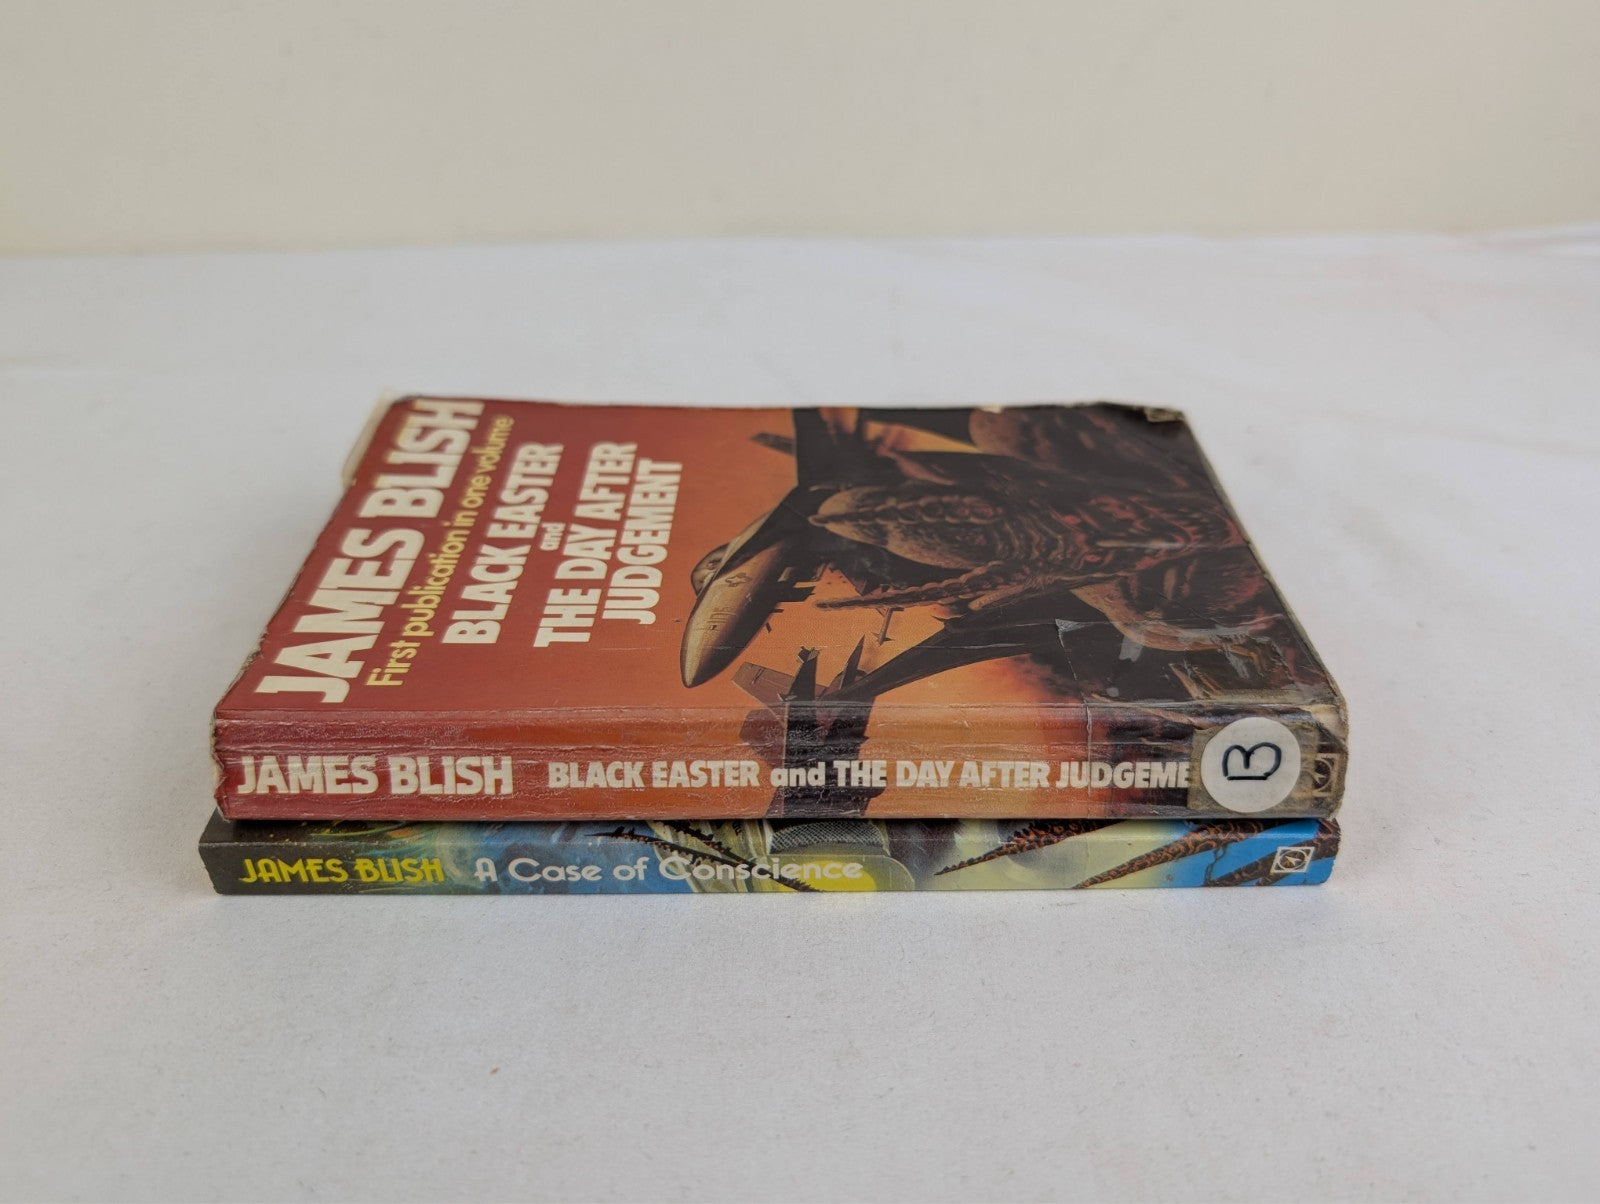 JAMES BLISH
First publication in one volume
BLACK EASTER
and
THE DAY AFTER
JUDGEMENT
JAMES BLISH BLACK EASTER and THE DAY AFTER JUDGEME
B
JAMES BLISH A Case of Conscience